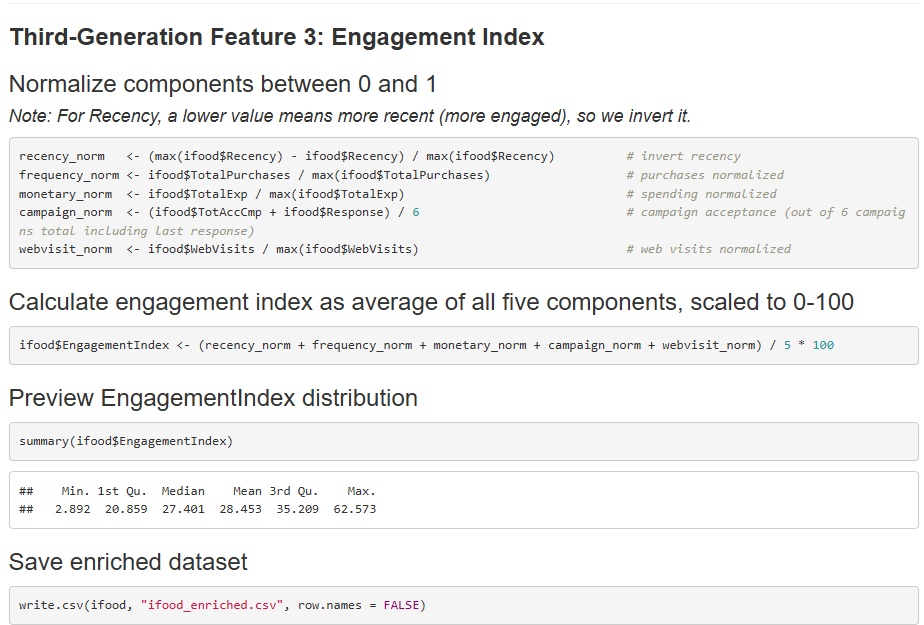 Third-Generation Feature 3: Engagement Index
Normalize components between 0 and 1
Note: For Recency, a lower value means more recent (more engaged), so we invert it.
recency_norm   <- (max(ifood$Recency) - ifood$Recency) / max(ifood$Recency)          # invert recency
frequency_norm <- ifood$TotalPurchases / max(ifood$TotalPurchases)                   # purchases normalized
monetary_norm  <- ifood$TotalExp / max(ifood$TotalExp)                               # spending normalized
campaign_norm  <- (ifood$TotAccCmp + ifood$Response) / 6                             # campaign acceptance (out of 6 campaig
ns total including last response)
webvisit_norm  <- ifood$WebVisits / max(ifood$WebVisits)                             # web visits normalized
Calculate engagement index as average of all five components, scaled to 0-100
ifood$EngagementIndex <- (recency_norm + frequency_norm + monetary_norm + campaign_norm + webvisit_norm) / 5 * 100
Preview EngagementIndex distribution
summary(ifood$EngagementIndex)
##    Min. 1st Qu.  Median    Mean 3rd Qu.    Max.
##   2.892  20.859  27.401  28.453  35.209  62.573
Save enriched dataset
write.csv(ifood, "ifood_enriched.csv", row.names = FALSE)